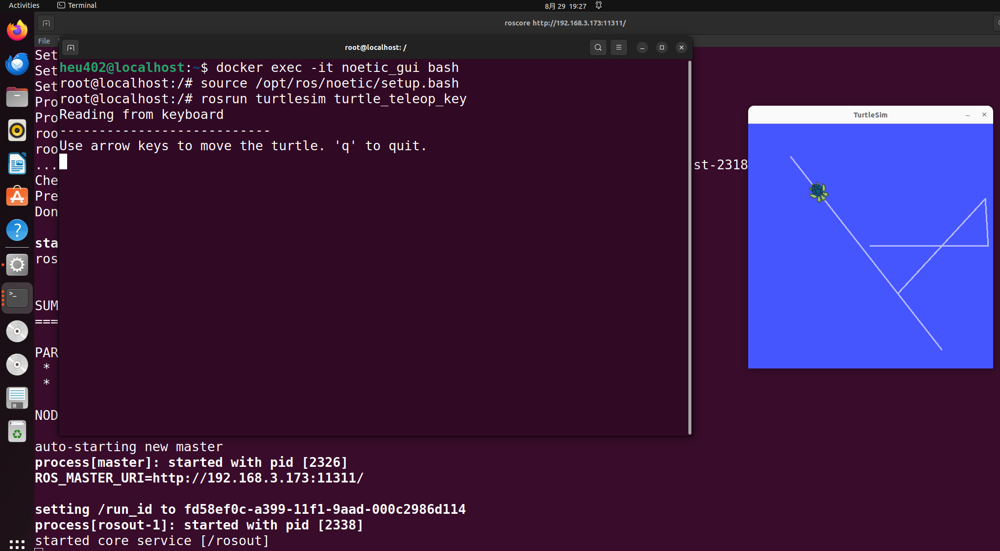 Activities
Terminal
8月 29 19:27
roscore http://192.168.3.173:11311/
File
root@localhost: /
Set
Set
Set
Pro
Pro
roo
roo
...
Che
Pre
Don
sta
ros
SUM
===
PAR
*
*
NOD
heu402@localhost:~$ docker exec -it noetic_gui bash
root@localhost:/# source /opt/ros/noetic/setup.bash
root@localhost:/# rosrun turtlesim turtle_teleop_key
Reading from keyboard
---------------------------
Use arrow keys to move the turtle. 'q' to quit.
st-2318
TurtleSim
auto-starting new master
process[master]: started with pid [2326]
ROS_MASTER_URI=http://192.168.3.173:11311/
setting /run_id to fd58ef0c-a399-11f1-9aad-000c2986d114
process[rosout-1]: started with pid [2338]
started core service [/rosout]